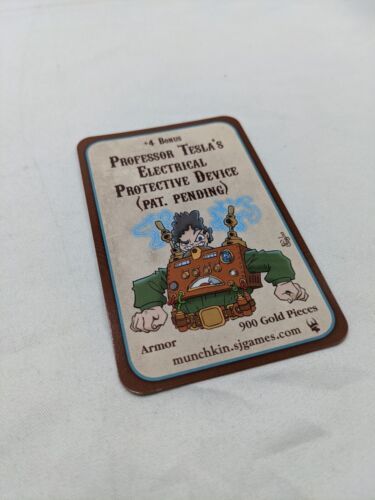 +4 Bonus
Professor Tesla's
Electrical
Protective Device
(pat. pending)
Armor
900 Gold Pieces
munchkin.sjgames.com